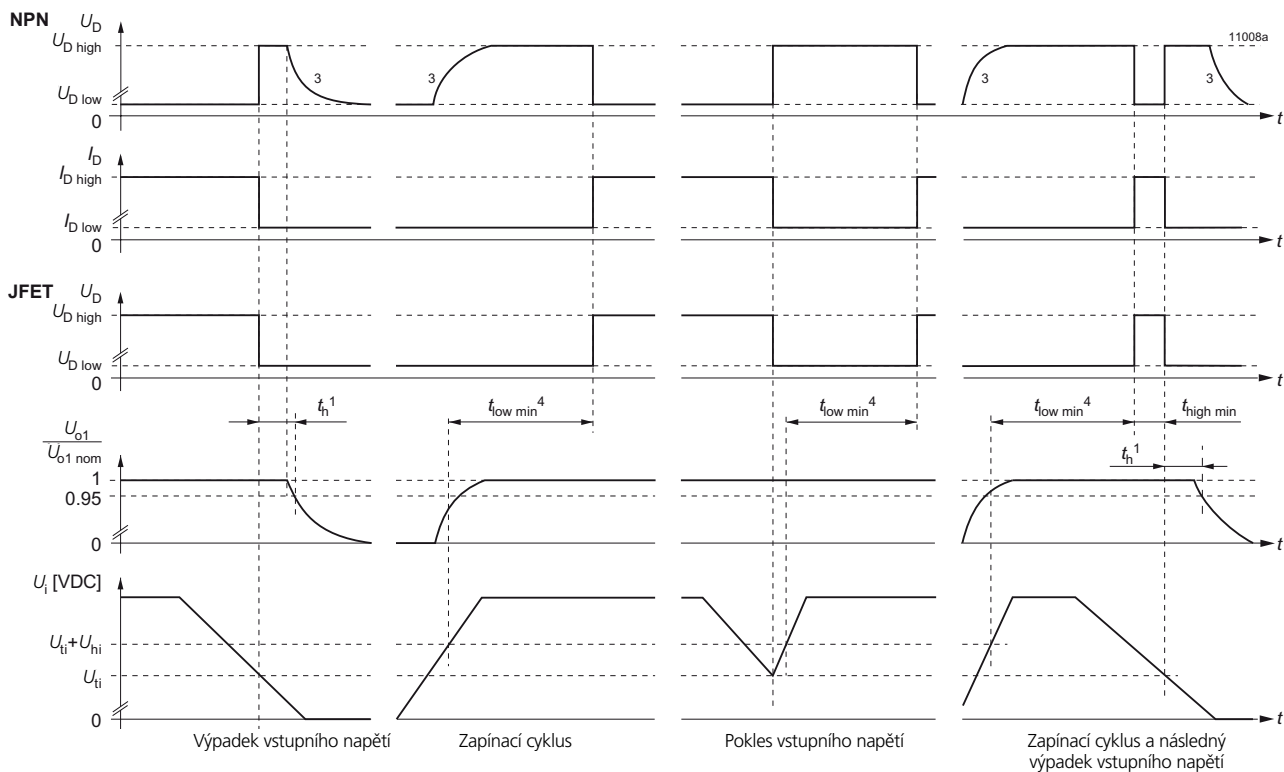 NPN
U_D
U_D high
U_D low
0
3
3
3
3
11008a
t
I_D
I_D high
I_D low
0
t
JFET
U_D
U_D high
U_D low
0
t
t_h^1
t_low min^4
t_low min^4
t_low min^4
t_high min
t_h^1
U_o1
U_o1 nom
1
0.95
0
t
U_i [VDC]
U_ti+U_hi
U_ti
0
t
Výpadek vstupního napětí
Zapínací cyklus
Pokles vstupního napětí
Zapínací cyklus a následný
výpadek vstupního napětí